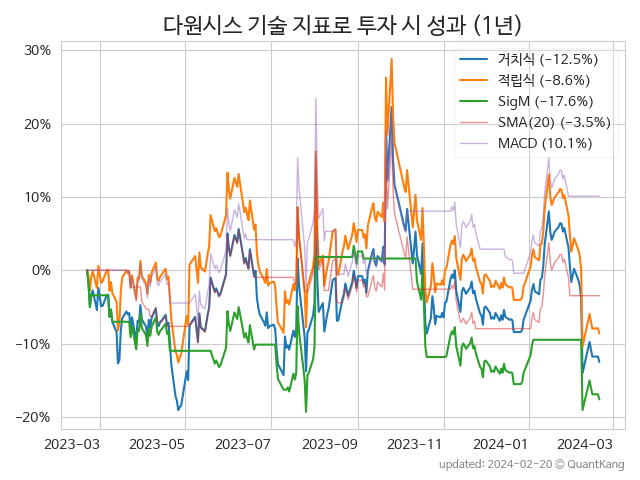 다원시스 기술 지표로 투자 시 성과 (1년)
30%
20%
10%
0%
−10%
−20%
거치식 (−12.5%)
적립식 (−8.6%)
SigM (−17.6%)
SMA(20) (−3.5%)
MACD (10.1%)
2023-03 2023-05 2023-07 2023-09 2023-11 2024-01 2024-03
updated: 2024-02-20 © QuantKang